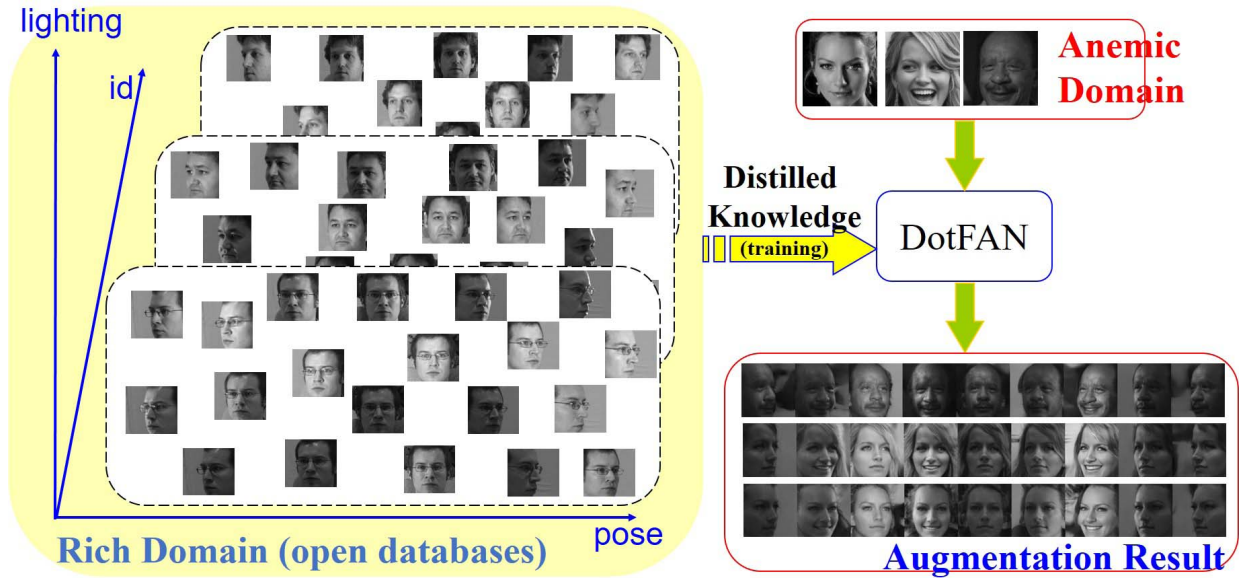 lighting
id
pose
Rich Domain (open databases)
Distilled
Knowledge
(training)
Anemic
Domain
DotFAN
Augmentation Result